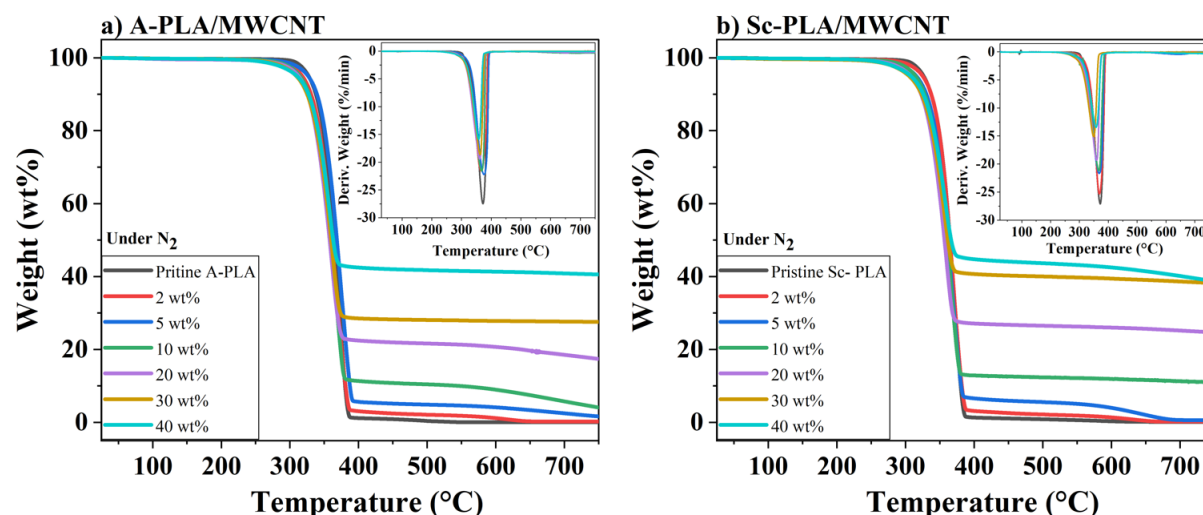 a) A-PLA/MWCNT
Weight (wt%)
100
80
60
40
20
0
Under N2
Pritine A-PLA
2 wt%
5 wt%
10 wt%
20 wt%
30 wt%
40 wt%
100 200 300 400 500 600 700
Temperature (°C)
Deriv. Weight (%/min)
0
-5
-10
-15
-20
-25
-30
100 200 300 400 500 600 700
Temperature (°C)
b) Sc-PLA/MWCNT
Weight (wt%)
100
80
60
40
20
0
Under N2
Pristine Sc- PLA
2 wt%
5 wt%
10 wt%
20 wt%
30 wt%
40 wt%
100 200 300 400 500 600 700
Temperature (°C)
Deriv. Weight (%/min)
0
-5
-10
-15
-20
-25
-30
100 200 300 400 500 600 700
Temperature (°C)